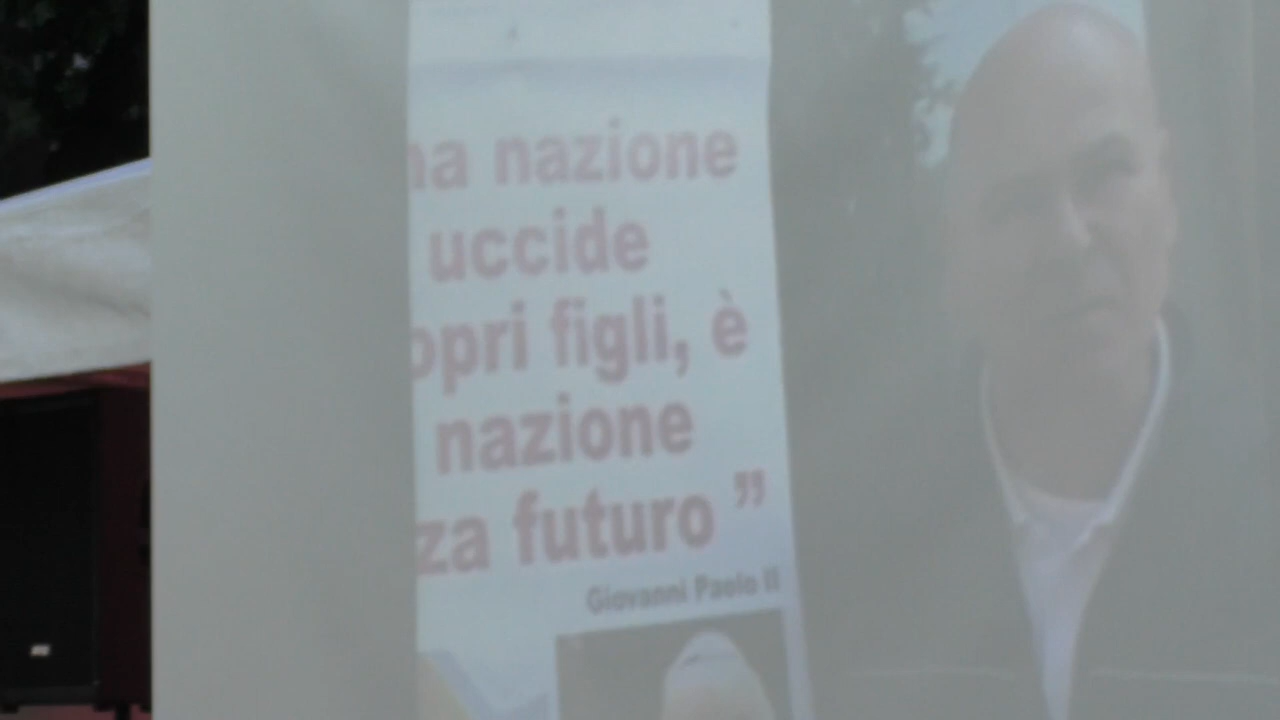 na nazione
uccide
opri figli, è
nazione
za futuro ”
Giovanni Paolo II